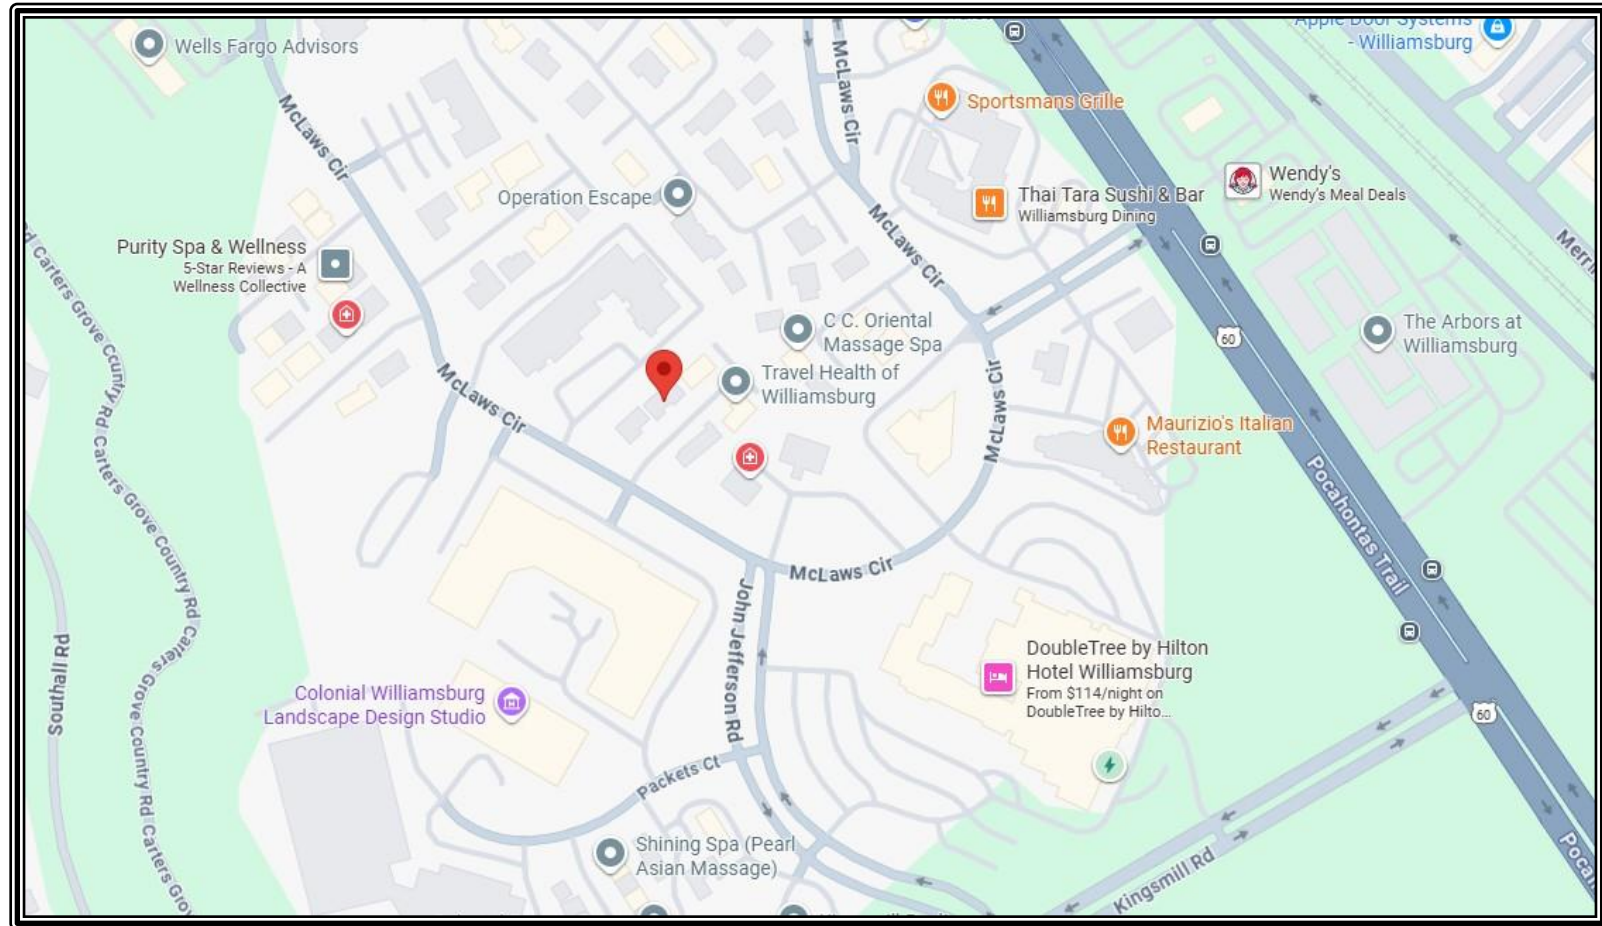 Apple Door Systems
- Williamsburg
Wells Fargo Advisors
McLaws Cir
McLaws Cir
Sportsmans Grille
Wendy's
Wendy's Meal Deals
Thai Tara Sushi & Bar
Williamsburg Dining
Operation Escape
McLaws Cir
Purity Spa & Wellness
5-Star Reviews - A
Wellness Collective
60
C C. Oriental
Massage Spa
The Arbors at
Williamsburg
Travel Health of
Williamsburg
McLaws Cir
McLaws Cir
Maurizio's Italian
Restaurant
Pocahontas Trail
McLaws Cir
John Jefferson Rd
Carters Grove Country Rd
Carters Grove Country Rd
Carters Grove Country Rd
Southall Rd
DoubleTree by Hilton
Hotel Williamsburg
From $114/night on
DoubleTree by Hilto...
Colonial Williamsburg
Landscape Design Studio
60
Packets Ct
Shining Spa (Pearl
Asian Massage)
Kingsmill Rd